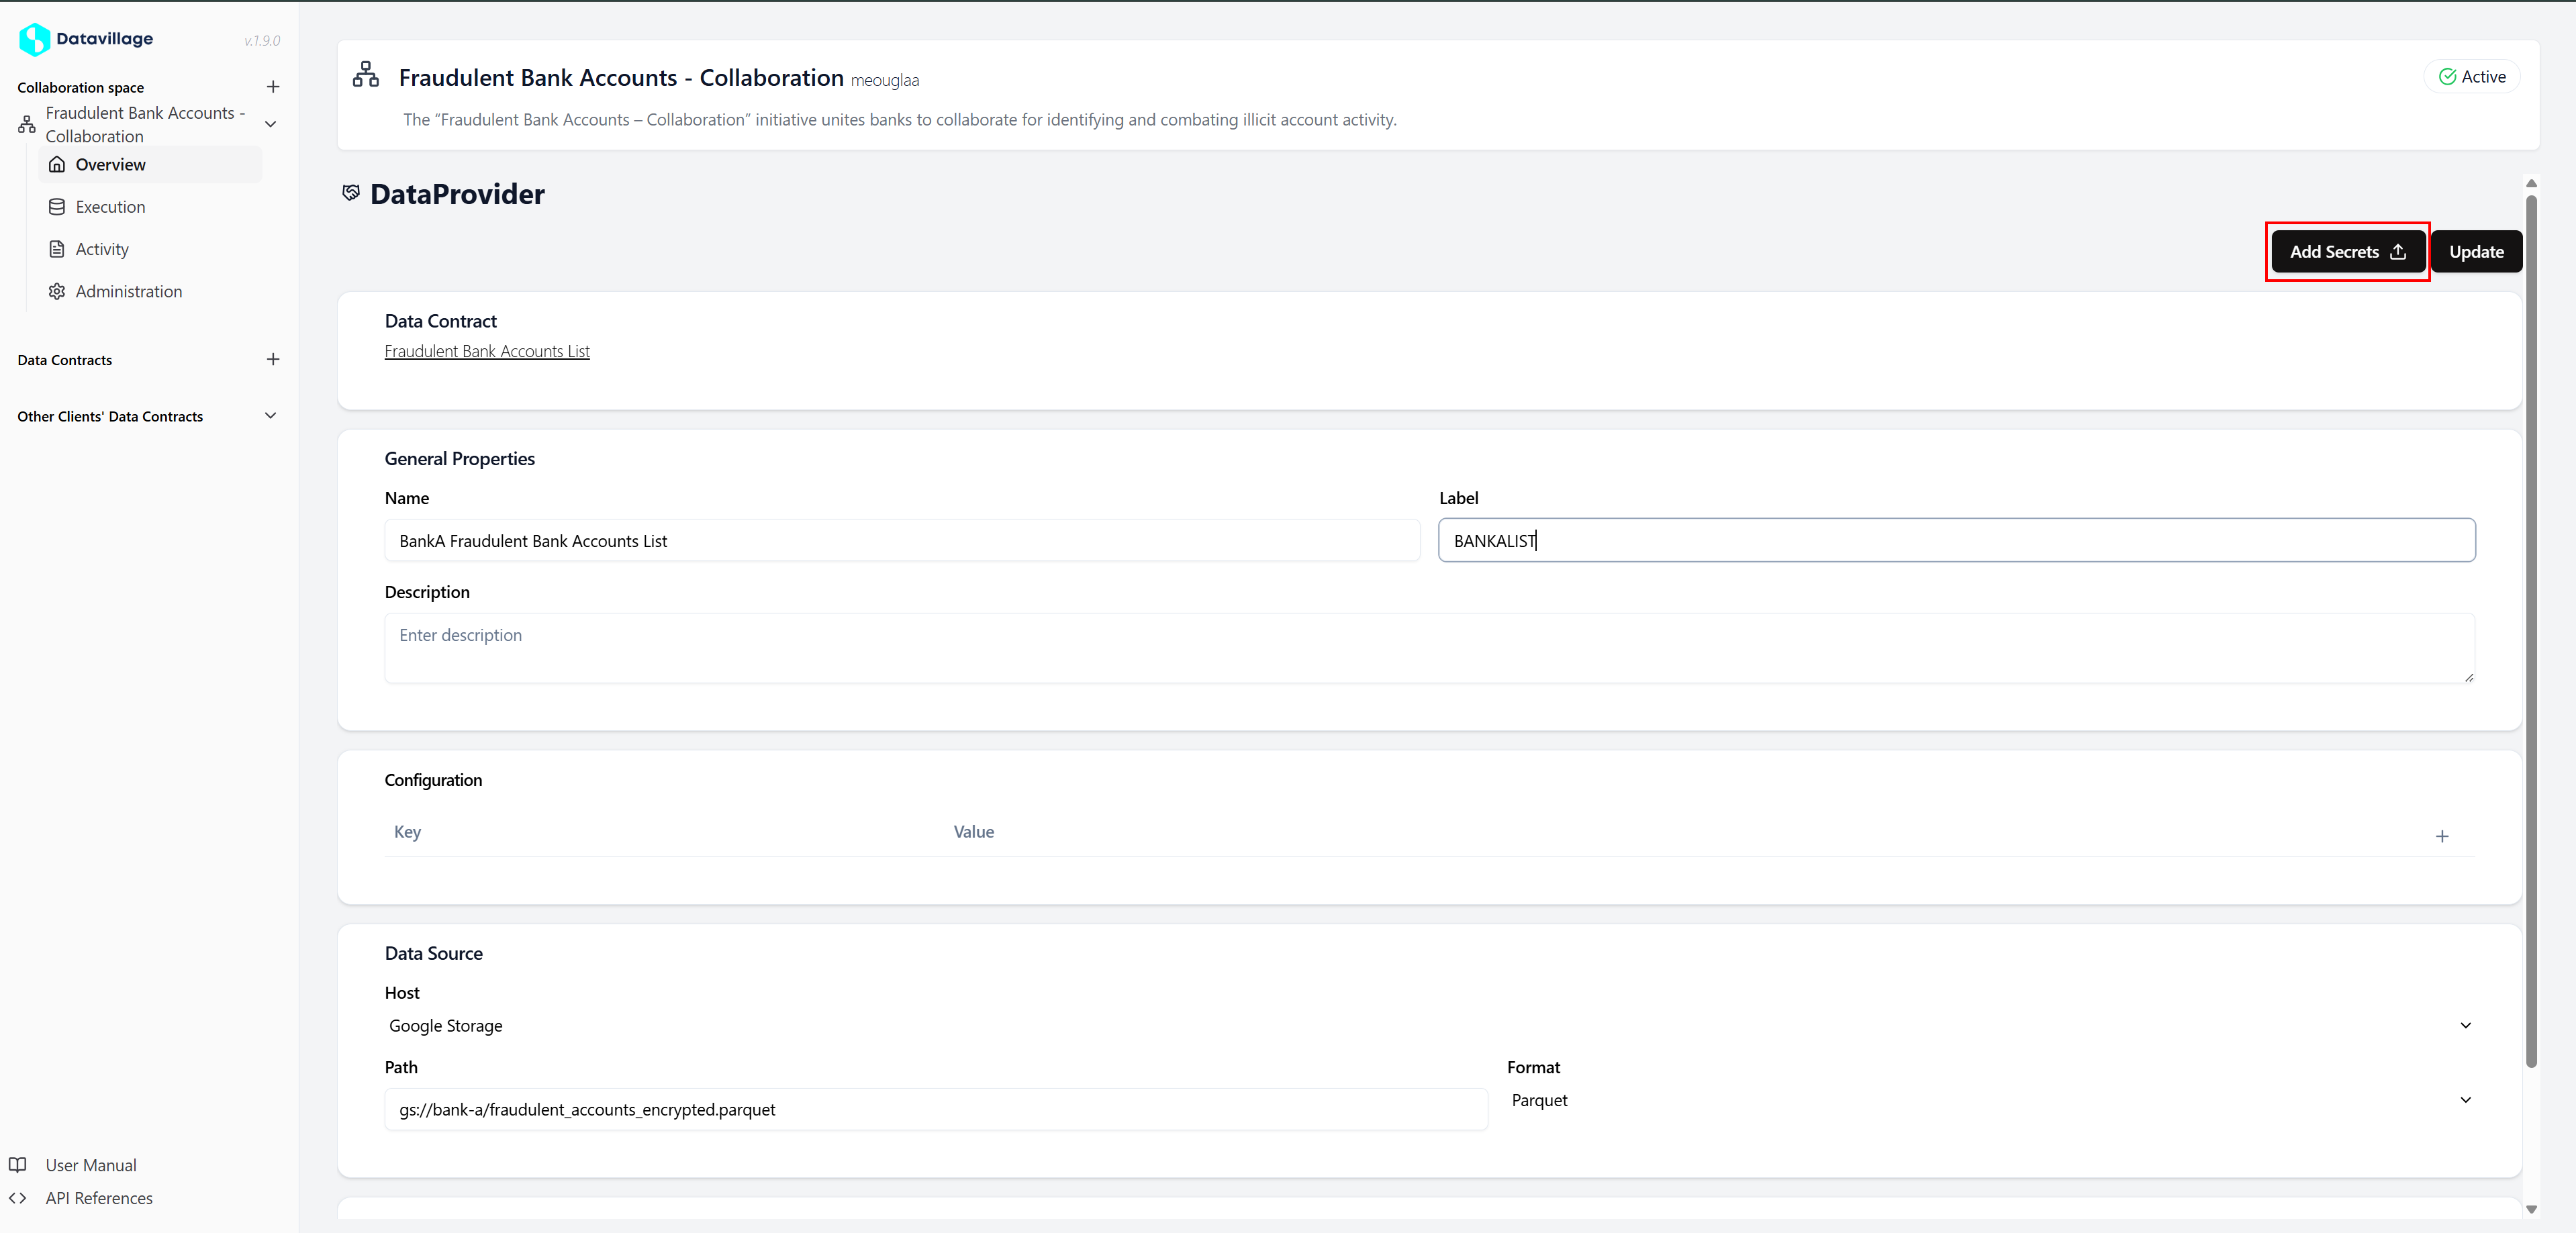 Datavillage
v.1.9.0
Collaboration space
Fraudulent Bank Accounts -
Collaboration
Overview
Execution
Activity
Administration
Data Contracts
Other Clients' Data Contracts
User Manual
API References
Fraudulent Bank Accounts - Collaboration meouglaa
Active
The “Fraudulent Bank Accounts – Collaboration” initiative unites banks to collaborate for identifying and combating illicit account activity.
DataProvider
Add Secrets
Update
Data Contract
Fraudulent Bank Accounts List
General Properties
Name
Label
BankA Fraudulent Bank Accounts List
BANKALIST
Description
Enter description
Configuration
Key
Value
Data Source
Host
Google Storage
Path
Format
gs://bank-a/fraudulent_accounts_encrypted.parquet
Parquet